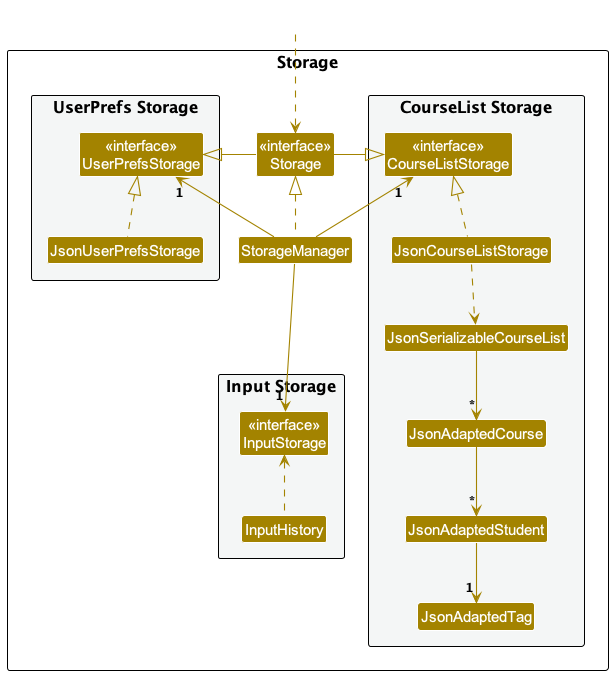 Storage
UserPrefs Storage
CourseList Storage
«interface»
UserPrefsStorage
«interface»
Storage
«interface»
CourseListStorage
1
1
JsonUserPrefsStorage
StorageManager
JsonCourseListStorage
JsonSerializableCourseList
Input Storage
1
*
«interface»
InputStorage
JsonAdaptedCourse
*
InputHistory
JsonAdaptedStudent
1
JsonAdaptedTag